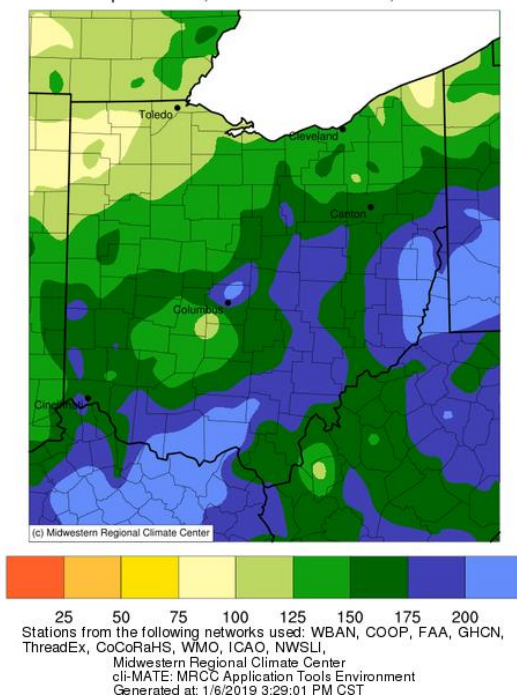 Toledo
Cleveland
Canton
Columbus
Cincinnati
(c) Midwestern Regional Climate Center
25 50 75 100 125 150 175 200
Stations from the following networks used: WBAN, COOP, FAA, GHCN,
ThreadEx, CoCoRaHS, WMO, ICAO, NWSLI,
Midwestern Regional Climate Center
cli-MATE: MRCC Application Tools Environment
Generated at: 1/6/2019 3:29:01 PM CST